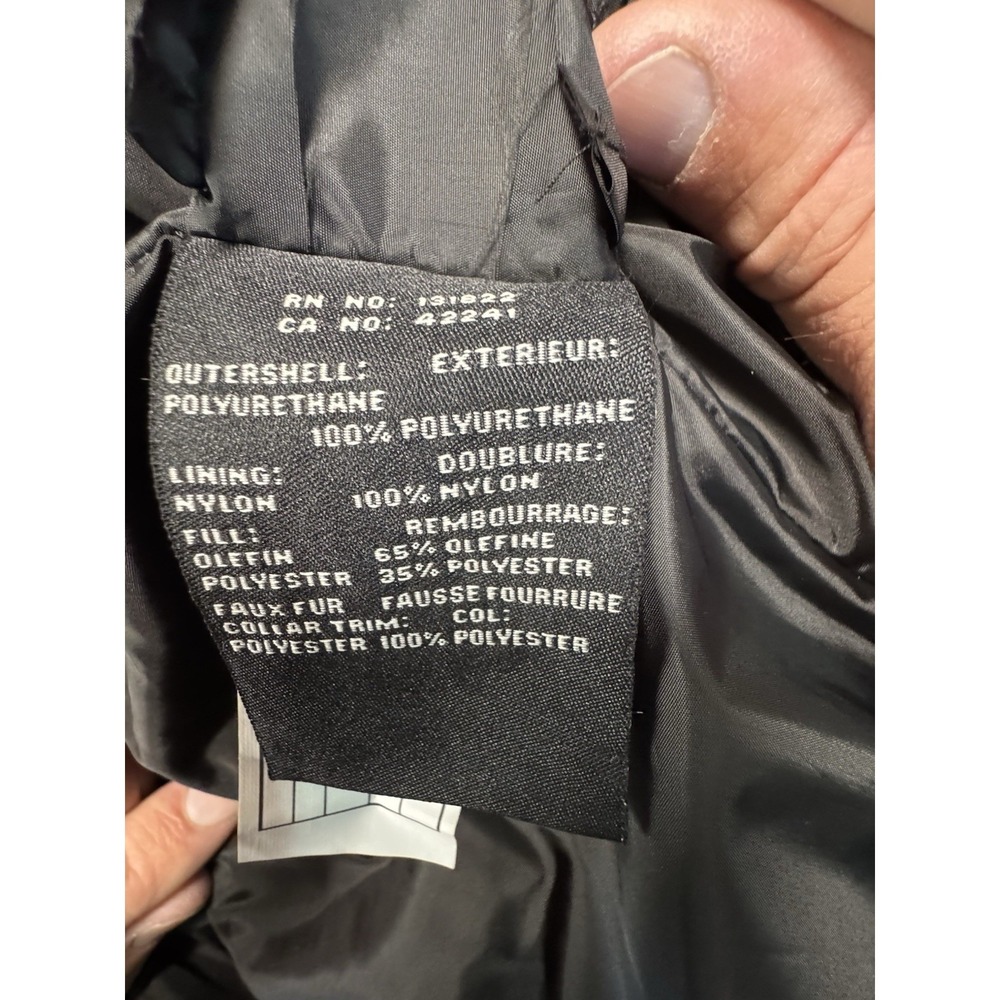 RN NO: 131822
CA NO: 42241
OUTERSHELL: EXTERIEUR:
POLYURETHANE
100% POLYURETHANE
LINING: DOUBLURE:
NYLON 100% NYLON
FILL: REMBOURRAGE:
OLEFIN 65% OLEFINE
POLYESTER 35% POLYESTER
FAUX FUR FAUSSE FOURRURE
COLLAR TRIM: COL:
POLYESTER 100% POLYESTER